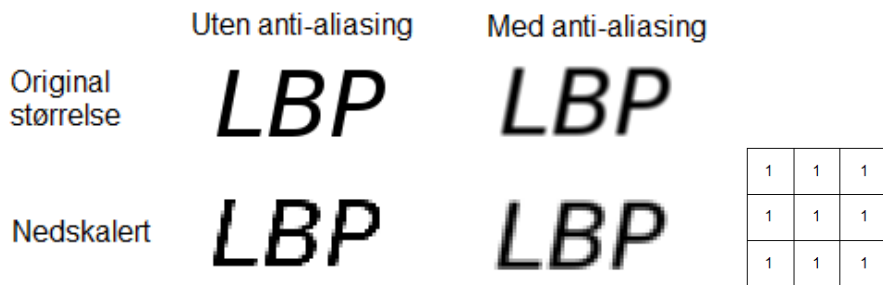 Uten anti-aliasing Med anti-aliasing
Original
størrelse
LBP LBP
Nedskalert LBP LBP
1 1 1
1 1 1
1 1 1